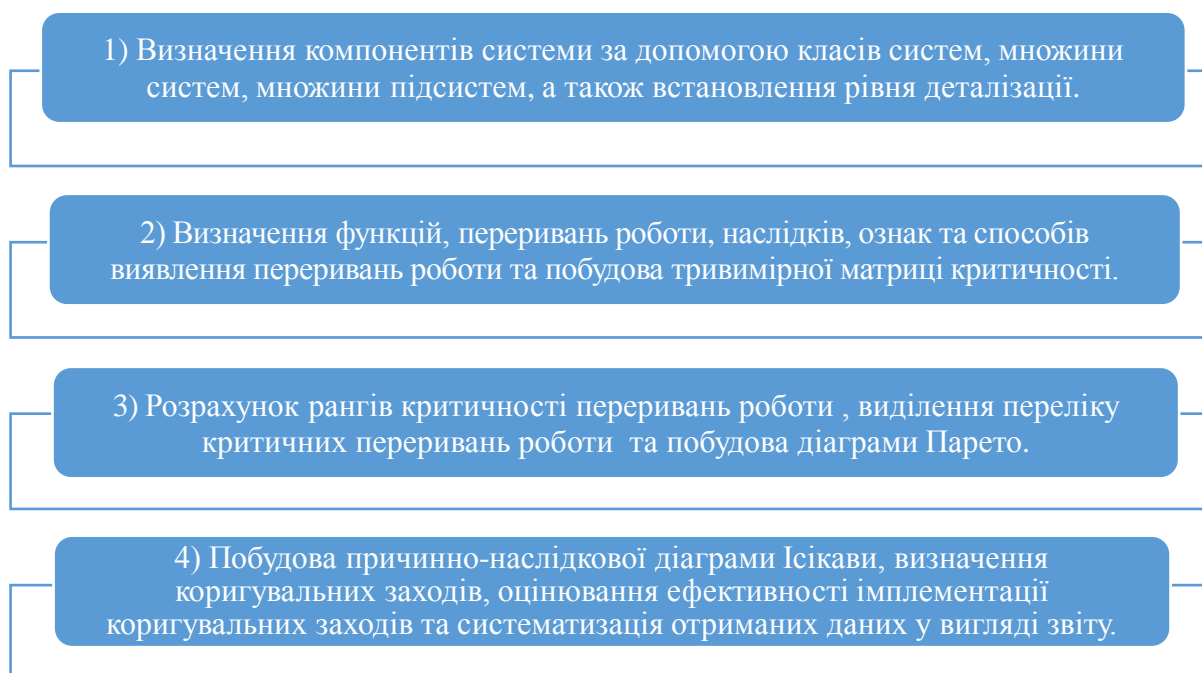 1) Визначення компонентів системи за допомогою класів систем, множини
систем, множини підсистем, а також встановлення рівня деталізації.
2) Визначення функцій, переривань роботи, наслідків, ознак та способів
виявлення переривань роботи та побудова тривимірної матриці критичності.
3) Розрахунок рангів критичності переривань роботи , виділення переліку
критичних переривань роботи та побудова діаграми Парето.
4) Побудова причинно-наслідкової діаграми Ісікави, визначення
коригувальних заходів, оцінювання ефективності імплементації
коригувальних заходів та систематизація отриманих даних у вигляді звіту.